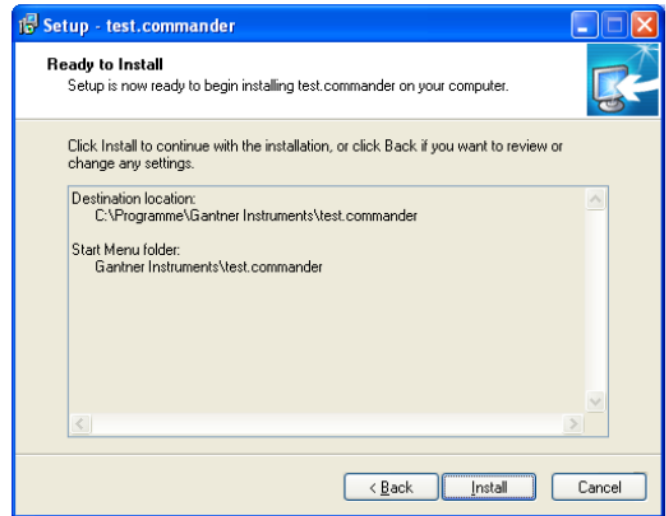 Setup - test.commander
Ready to Install
Setup is now ready to begin installing test.commander on your computer.
Click Install to continue with the installation, or click Back if you want to review or
change any settings.
Destination location:
C:\Programme\Gantner Instruments\test.commander
Start Menu folder:
Gantner Instruments\test.commander
< Back Install Cancel